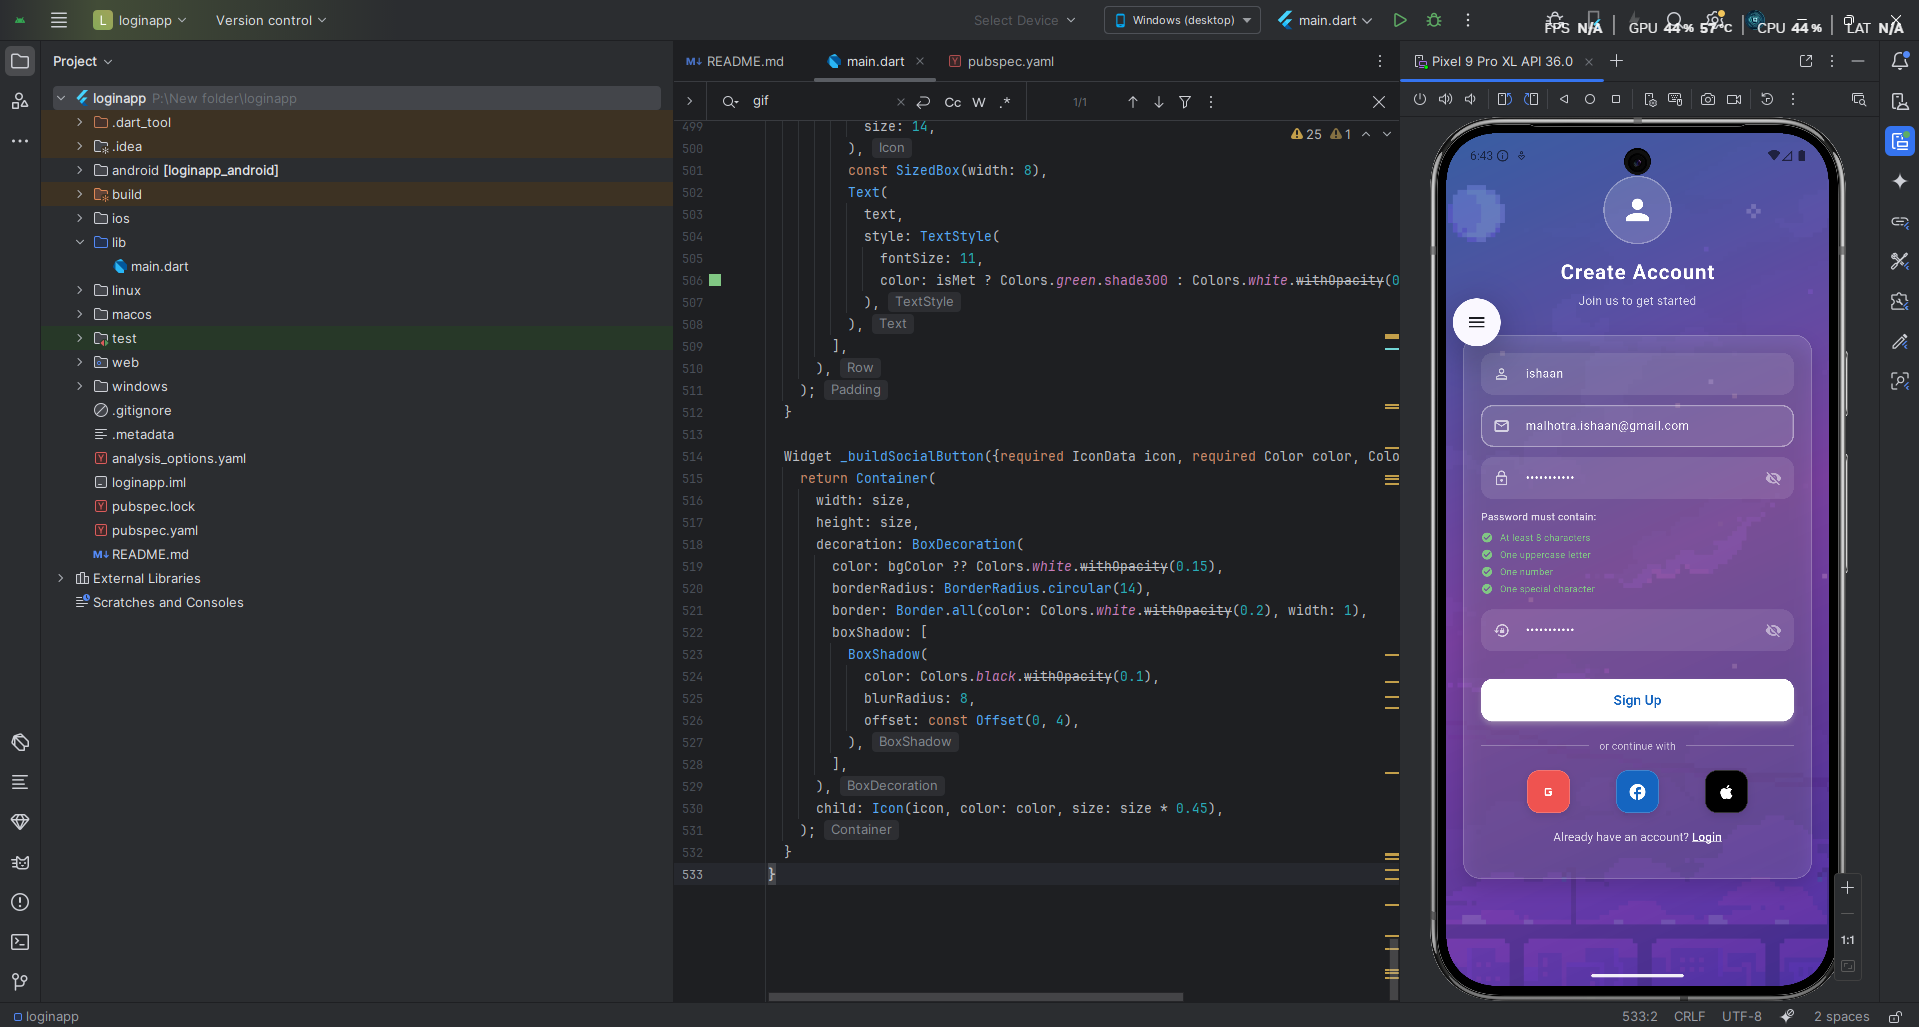 L loginapp Version control Select Device Windows (desktop) main.dart
FPS N/A GPU 44 % 57 °C CPU 44 % LAT N/A
Project
loginapp P:\New folder\loginapp
.dart_tool
.idea
android [loginapp_android]
build
ios
lib
main.dart
linux
macos
test
web
windows
.gitignore
.metadata
analysis_options.yaml
loginapp.iml
pubspec.lock
pubspec.yaml
README.md
External Libraries
Scratches and Consoles
README.md main.dart pubspec.yaml
gif Cc W .* 1/1
25 1
499 size: 14,
500 ), Icon
501 const SizedBox(width: 8),
502 Text(
503 text,
504 style: TextStyle(
505 fontSize: 11,
506 color: isMet ? Colors.green.shade300 : Colors.white.withOpacity(0
507 ), TextStyle
508 ), Text
509 ],
510 ), Row
511 ); Padding
512 }
513
514 Widget _buildSocialButton({required IconData icon, required Color color, Colo
515 return Container(
516 width: size,
517 height: size,
518 decoration: BoxDecoration(
519 color: bgColor ?? Colors.white.withOpacity(0.15),
520 borderRadius: BorderRadius.circular(14),
521 border: Border.all(color: Colors.white.withOpacity(0.2), width: 1),
522 boxShadow: [
523 BoxShadow(
524 color: Colors.black.withOpacity(0.1),
525 blurRadius: 8,
526 offset: const Offset(0, 4),
527 ), BoxShadow
528 ],
529 ), BoxDecoration
530 child: Icon(icon, color: color, size: size * 0.45),
531 ); Container
532 }
533 }
Pixel 9 Pro XL API 36.0
6:43
Create Account
Join us to get started
ishaan
malhotra.ishaan@gmail.com
•••••••••••
Password must contain:
At least 8 characters
One uppercase letter
One number
One special character
•••••••••••
Sign Up
or continue with
G
Already have an account? Login
1:1
loginapp
533:2 CRLF UTF-8 2 spaces